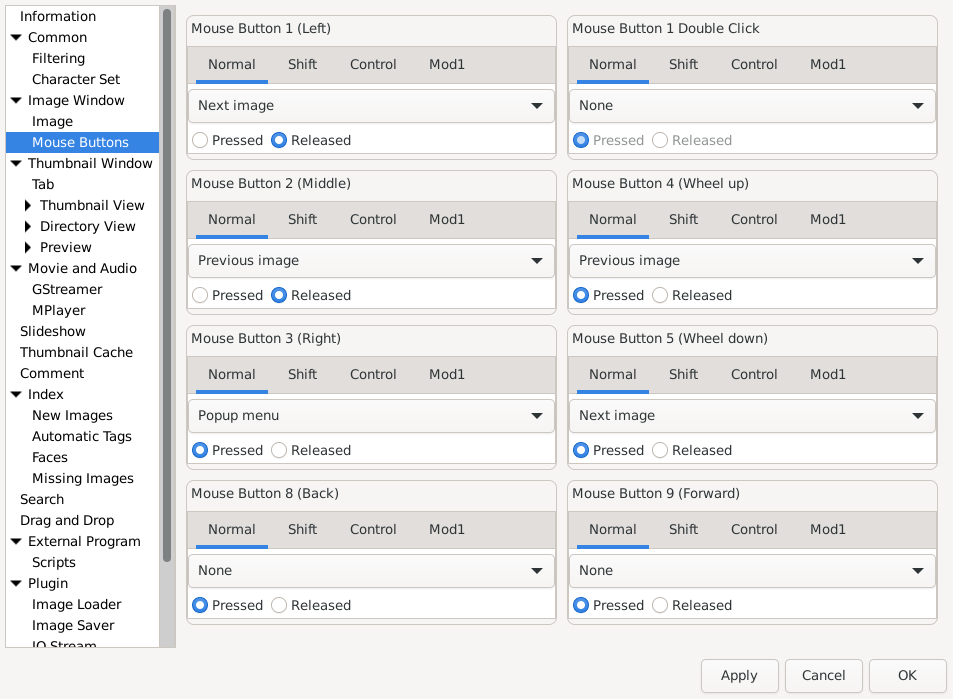 Information
Common
Filtering
Character Set
Image Window
Image
Mouse Buttons
Thumbnail Window
Tab
Thumbnail View
Directory View
Preview
Movie and Audio
GStreamer
MPlayer
Slideshow
Thumbnail Cache
Comment
Index
New Images
Automatic Tags
Faces
Missing Images
Search
Drag and Drop
External Program
Scripts
Plugin
Image Loader
Image Saver
IO Stream
Mouse Button 1 (Left)
Normal Shift Control Mod1
Next image
Pressed Released
Mouse Button 1 Double Click
Normal Shift Control Mod1
None
Pressed Released
Mouse Button 2 (Middle)
Normal Shift Control Mod1
Previous image
Pressed Released
Mouse Button 4 (Wheel up)
Normal Shift Control Mod1
Previous image
Pressed Released
Mouse Button 3 (Right)
Normal Shift Control Mod1
Popup menu
Pressed Released
Mouse Button 5 (Wheel down)
Normal Shift Control Mod1
Next image
Pressed Released
Mouse Button 8 (Back)
Normal Shift Control Mod1
None
Pressed Released
Mouse Button 9 (Forward)
Normal Shift Control Mod1
None
Pressed Released
Apply Cancel OK